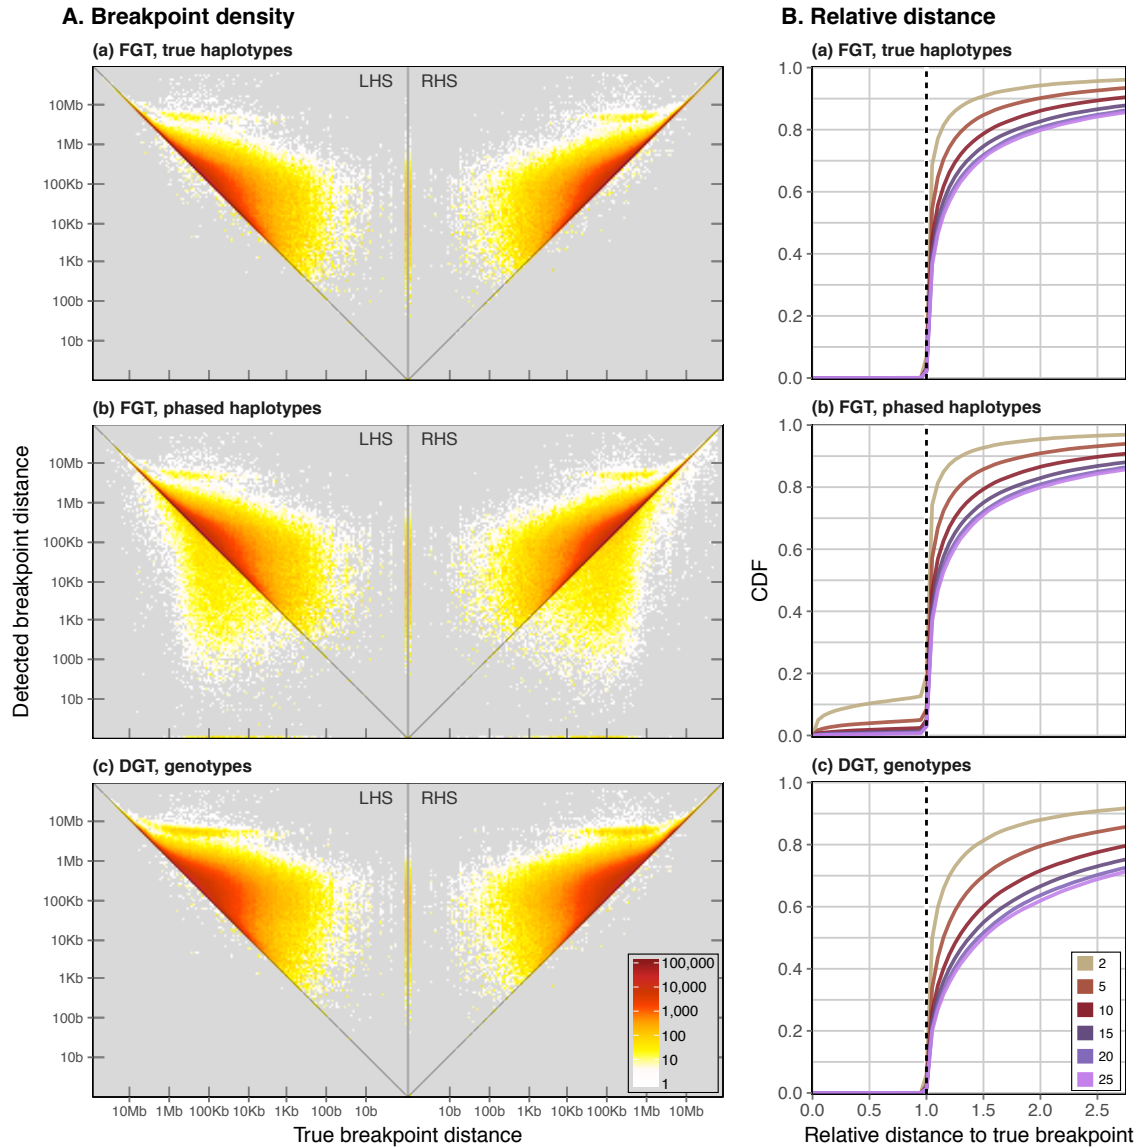 A. Breakpoint density
B. Relative distance
(a) FGT, true haplotypes
(a) FGT, true haplotypes
LHS RHS
10Mb
1Mb
100Kb
10Kb
1Kb
100b
10b
1.0
0.8
0.6
0.4
0.2
0.0
(b) FGT, phased haplotypes
(b) FGT, phased haplotypes
LHS RHS
10Mb
1Mb
100Kb
10Kb
1Kb
100b
10b
1.0
0.8
0.6
0.4
0.2
0.0
Detected breakpoint distance
CDF
(c) DGT, genotypes
(c) DGT, genotypes
LHS RHS
10Mb
1Mb
100Kb
10Kb
1Kb
100b
10b
100,000
10,000
1,000
100
10
1
1.0
0.8
0.6
0.4
0.2
0.0
2
5
10
15
20
25
10Mb 1Mb 100Kb 10Kb 1Kb 100b 10b 10b 100b 1Kb 10Kb 100Kb 1Mb 10Mb
0.0 0.5 1.0 1.5 2.0 2.5
True breakpoint distance
Relative distance to true breakpoint